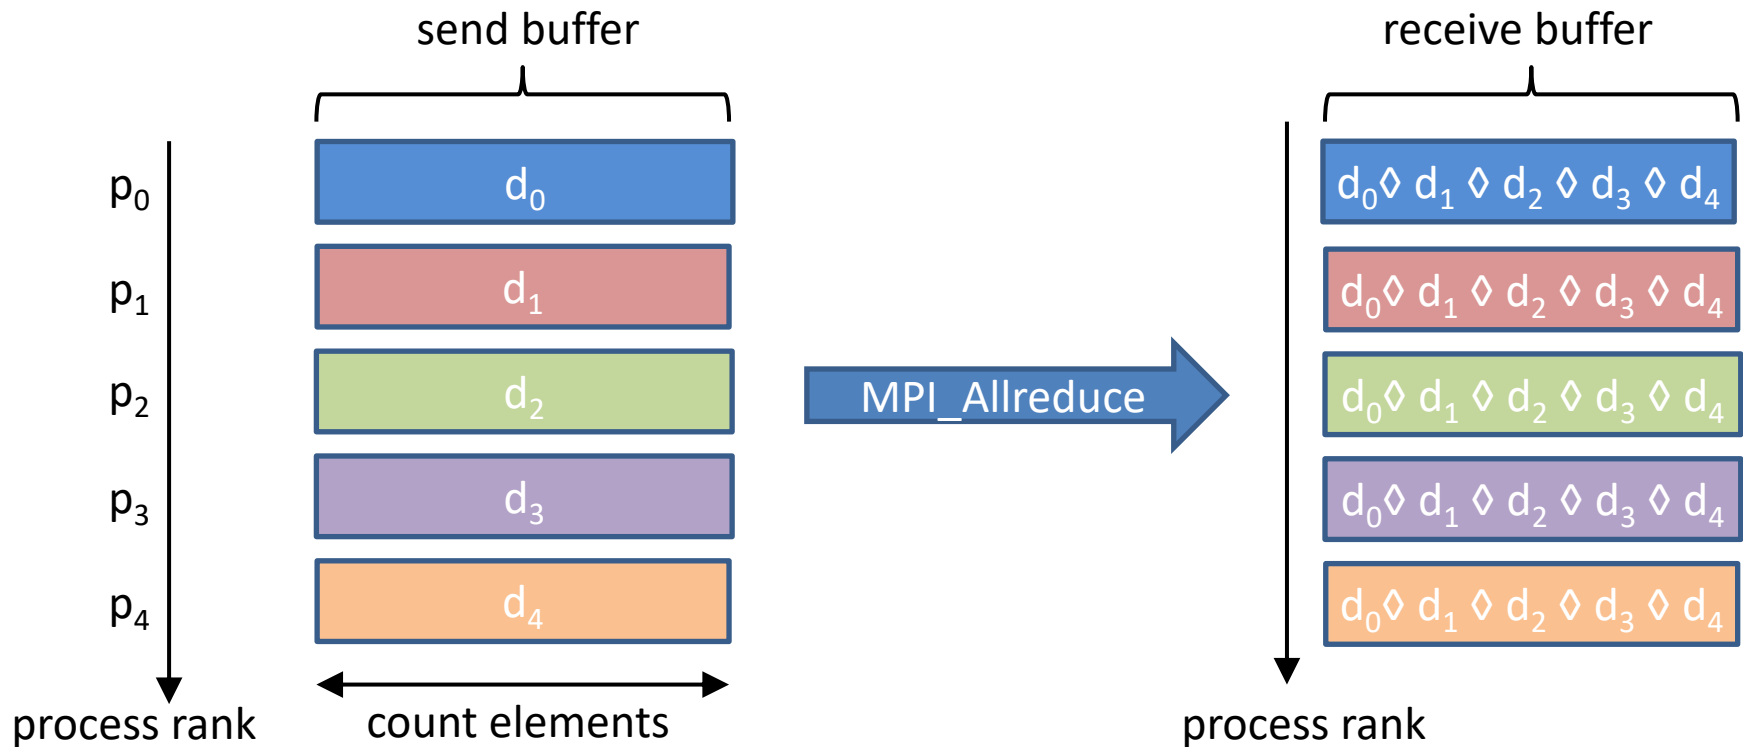 send buffer
receive buffer
p₀
d₀
d₀◊ d₁ ◊ d₂ ◊ d₃ ◊ d₄
p₁
d₁
d₀◊ d₁ ◊ d₂ ◊ d₃ ◊ d₄
p₂
d₂
MPI_Allreduce
d₀◊ d₁ ◊ d₂ ◊ d₃ ◊ d₄
p₃
d₃
d₀◊ d₁ ◊ d₂ ◊ d₃ ◊ d₄
p₄
d₄
d₀◊ d₁ ◊ d₂ ◊ d₃ ◊ d₄
process rank
count elements
process rank